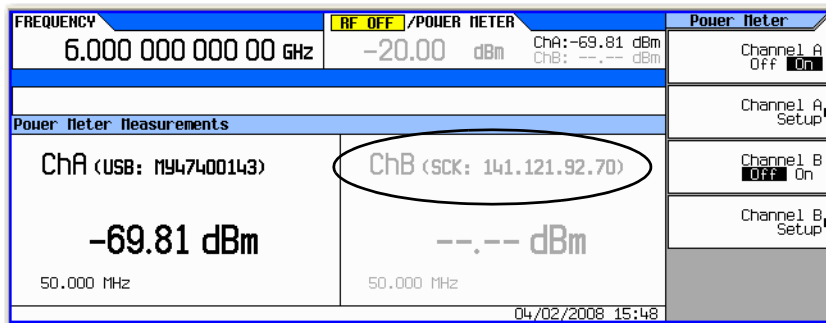 FREQUENCY
6.000 000 000 00 GHz
RF OFF /POWER METER
-20.00 dBm
ChA:-69.81 dBm
ChB: --.-- dBm
Power Meter Measurements
ChA (USB: MY47400143)
-69.81 dBm
50.000 MHz
ChB (SCK: 141.121.92.70)
--.-- dBm
50.000 MHz
04/02/2008 15:48
Power Meter
Channel A
Off On
Channel A
Setup
Channel B
Off On
Channel B
Setup